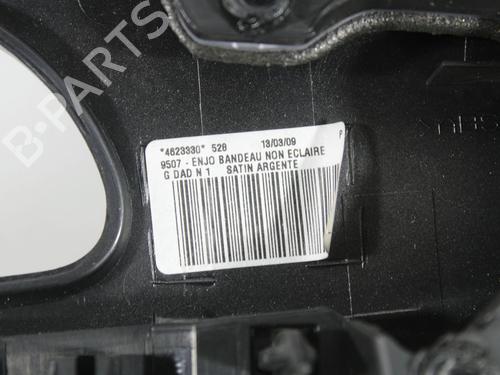 B-PARTS
*4623330* 528 13/03/09
9507 - ENJO BANDEAU NON ECLAIRE
G DAD N 1 SATIN ARGENTE